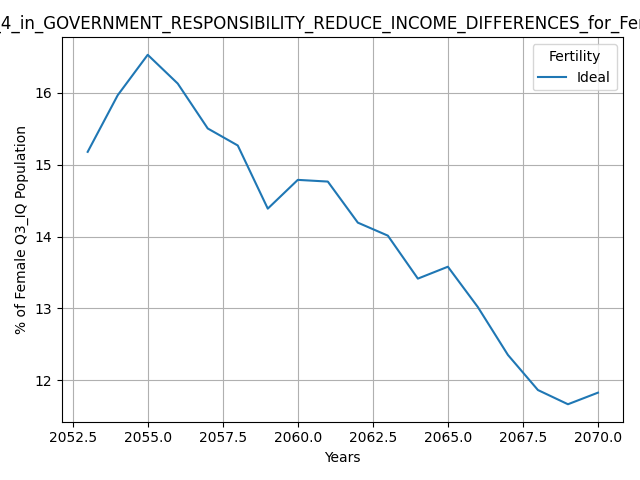 _4_in_GOVERNMENT_RESPONSIBILITY_REDUCE_INCOME_DIFFERENCES_for_Fe
Fertility
Ideal
% of Female Q3_IQ Population
16
15
14
13
12
2052.5 2055.0 2057.5 2060.0 2062.5 2065.0 2067.5 2070.0
Years